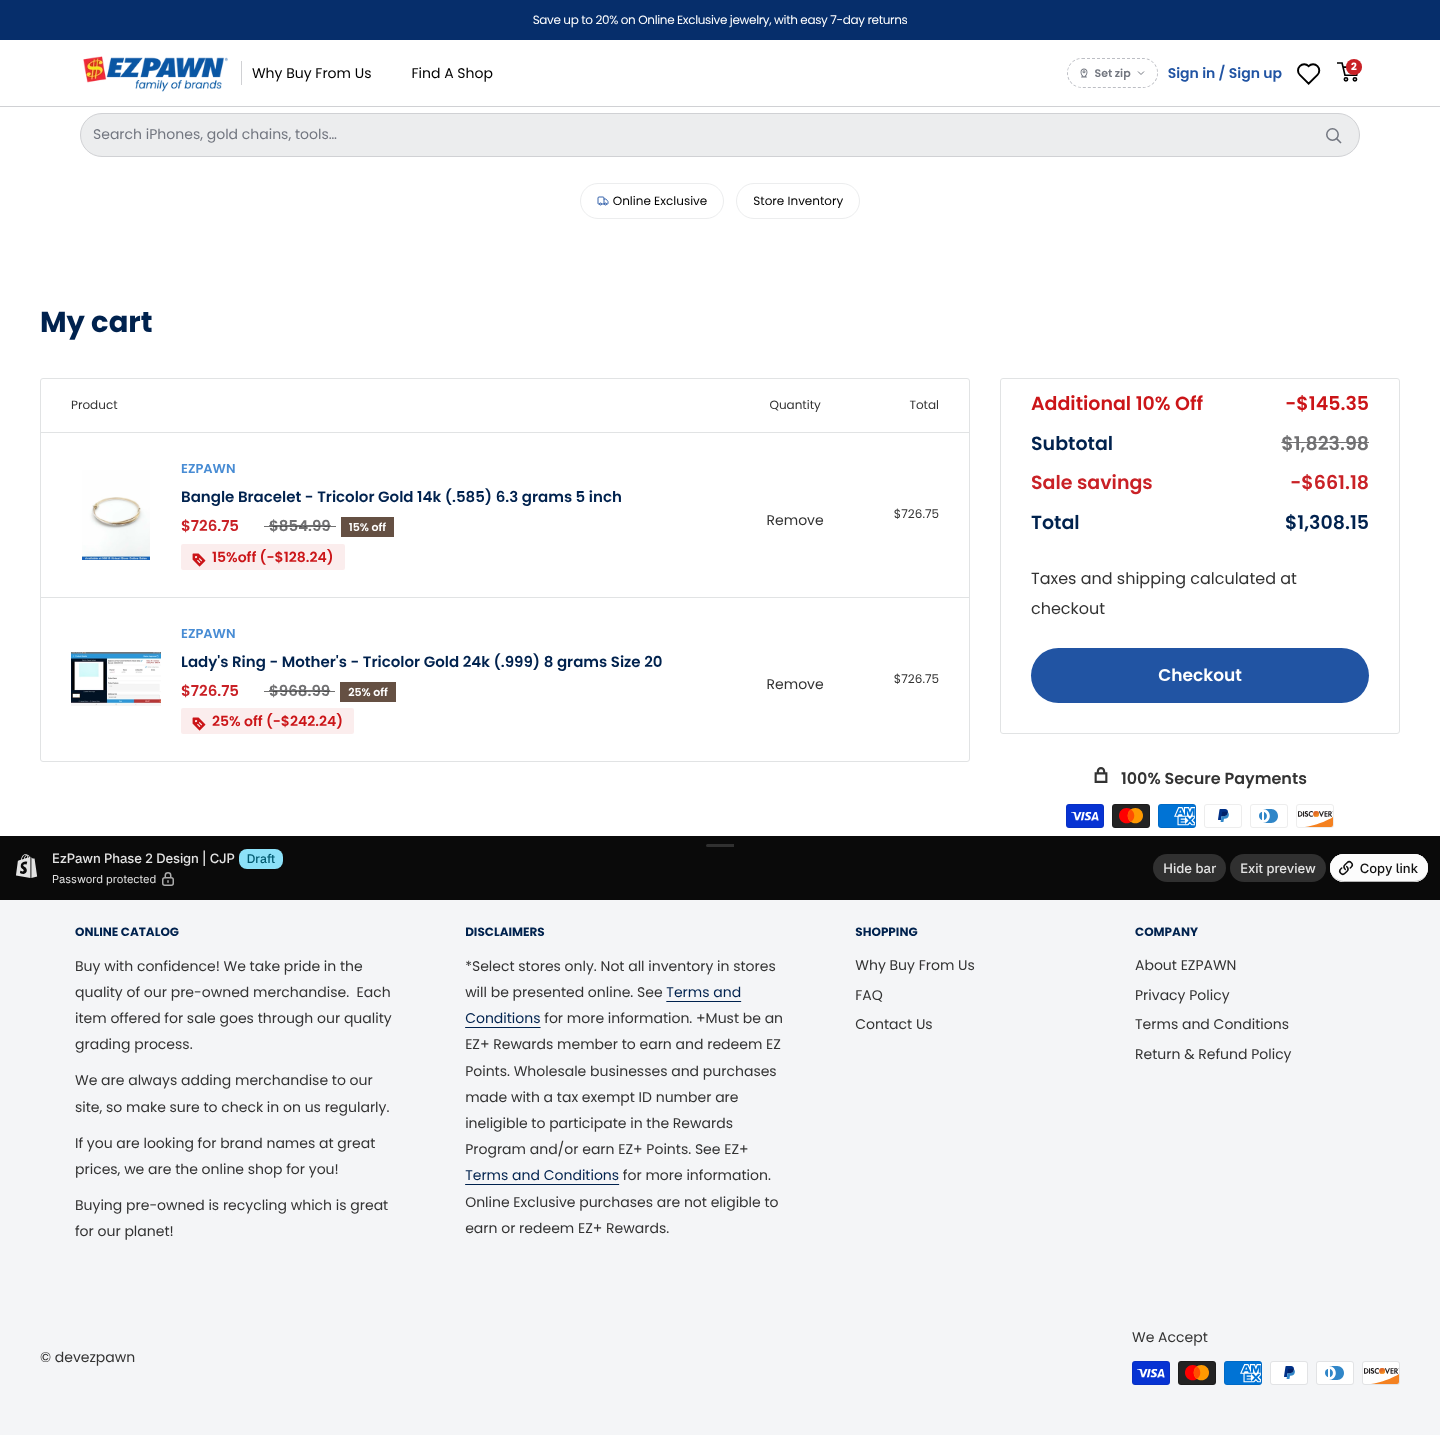 Save up to 20% on Online Exclusive jewelry, with easy 7-day returns
EZPAWN
family of brands
Why Buy From Us
Find A Shop
Set zip
Sign in / Sign up
2
Search iPhones, gold chains, tools...
Online Exclusive
Store Inventory
My cart
Product
Quantity
Total
EZPAWN
Bangle Bracelet - Tricolor Gold 14k (.585) 6.3 grams 5 inch
$726.75 $854.99 15% off
15%off (-$128.24)
Remove
$726.75
EZPAWN
Lady's Ring - Mother's - Tricolor Gold 24k (.999) 8 grams Size 20
$726.75 $968.99 25% off
25% off (-$242.24)
Remove
$726.75
Additional 10% Off -$145.35
Subtotal $1,823.98
Sale savings -$661.18
Total $1,308.15
Taxes and shipping calculated at
checkout
Checkout
100% Secure Payments
VISA
AMEX
DISCOVER
EzPawn Phase 2 Design | CJP Draft
Password protected
Hide bar
Exit preview
Copy link
ONLINE CATALOG
Buy with confidence! We take pride in the
quality of our pre-owned merchandise.  Each
item offered for sale goes through our quality
grading process.
We are always adding merchandise to our
site, so make sure to check in on us regularly.
If you are looking for brand names at great
prices, we are the online shop for you!
Buying pre-owned is recycling which is great
for our planet!
DISCLAIMERS
*Select stores only. Not all inventory in stores
will be presented online. See Terms and
Conditions for more information. +Must be an
EZ+ Rewards member to earn and redeem EZ
Points. Wholesale businesses and purchases
made with a tax exempt ID number are
ineligible to participate in the Rewards
Program and/or earn EZ+ Points. See EZ+
Terms and Conditions for more information.
Online Exclusive purchases are not eligible to
earn or redeem EZ+ Rewards.
SHOPPING
Why Buy From Us
FAQ
Contact Us
COMPANY
About EZPAWN
Privacy Policy
Terms and Conditions
Return & Refund Policy
© devezpawn
We Accept
VISA
AMEX
DISCOVER